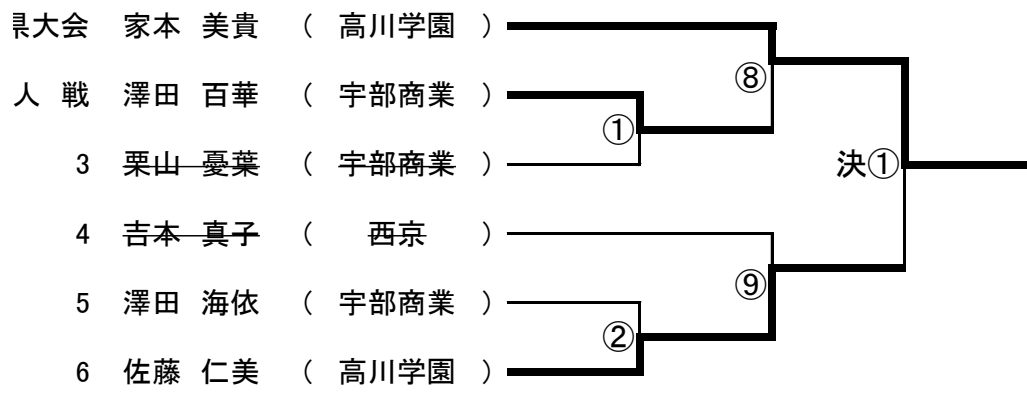 県大会 家本 美貴 ( 高川学園 )
⑧
人 戦 澤田 百華 ( 宇部商業 )
①
3 栗山 憂葉 ( 宇部商業 )
決①
4 吉本 真子 ( 西京 )
⑨
5 澤田 海依 ( 宇部商業 )
②
6 佐藤 仁美 ( 高川学園 )